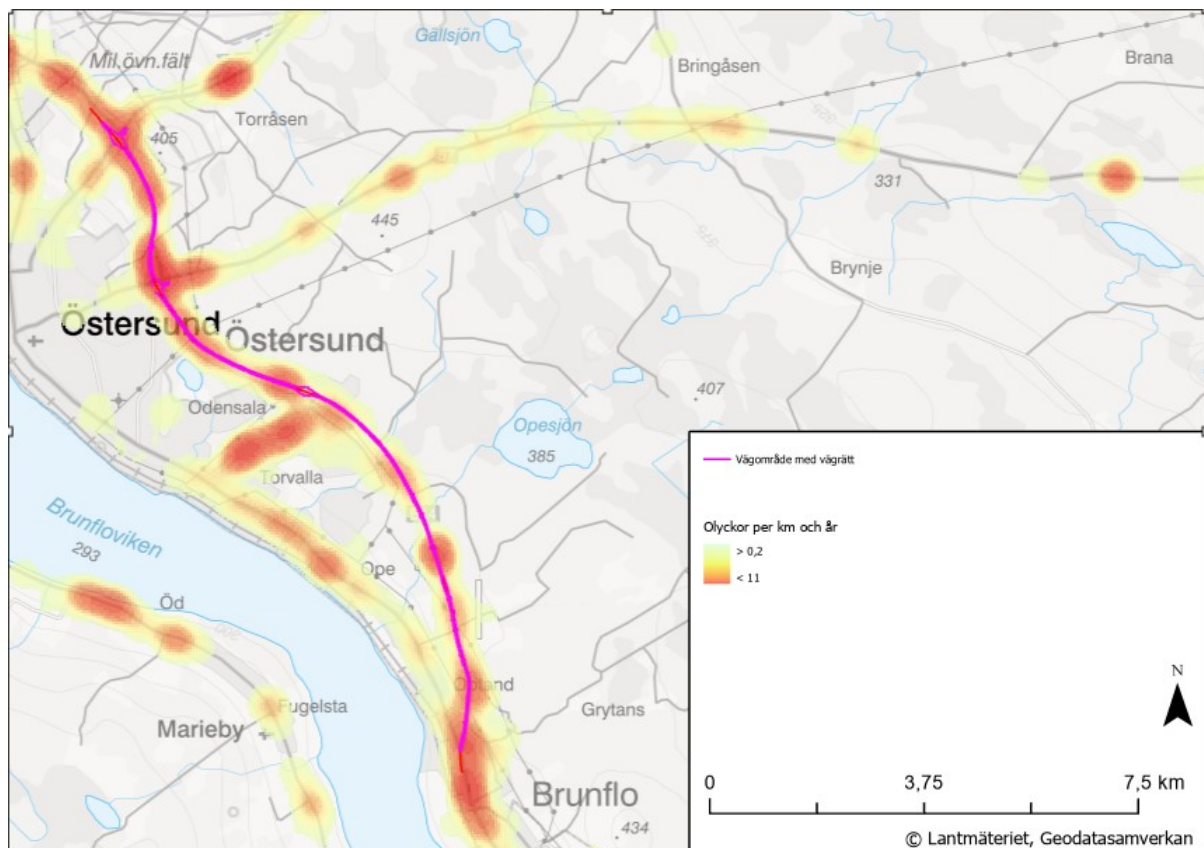 Gällsjön
Mil.övn.fält
Bringåsen
Brana
Torråsen
405
331
445
Brynje
Östersund
Östersund
407
Odensala
Opesjön
385
Torvalla
Brunfloviken
293
Ope
Öd
Fugelsta
Marieby
Grytans
Brunflo
434
Vägområde med vägrätt
Olyckor per km och år
> 0,2
< 11
N
0 3,75 7,5 km
© Lantmäteriet, Geodatasamverkan